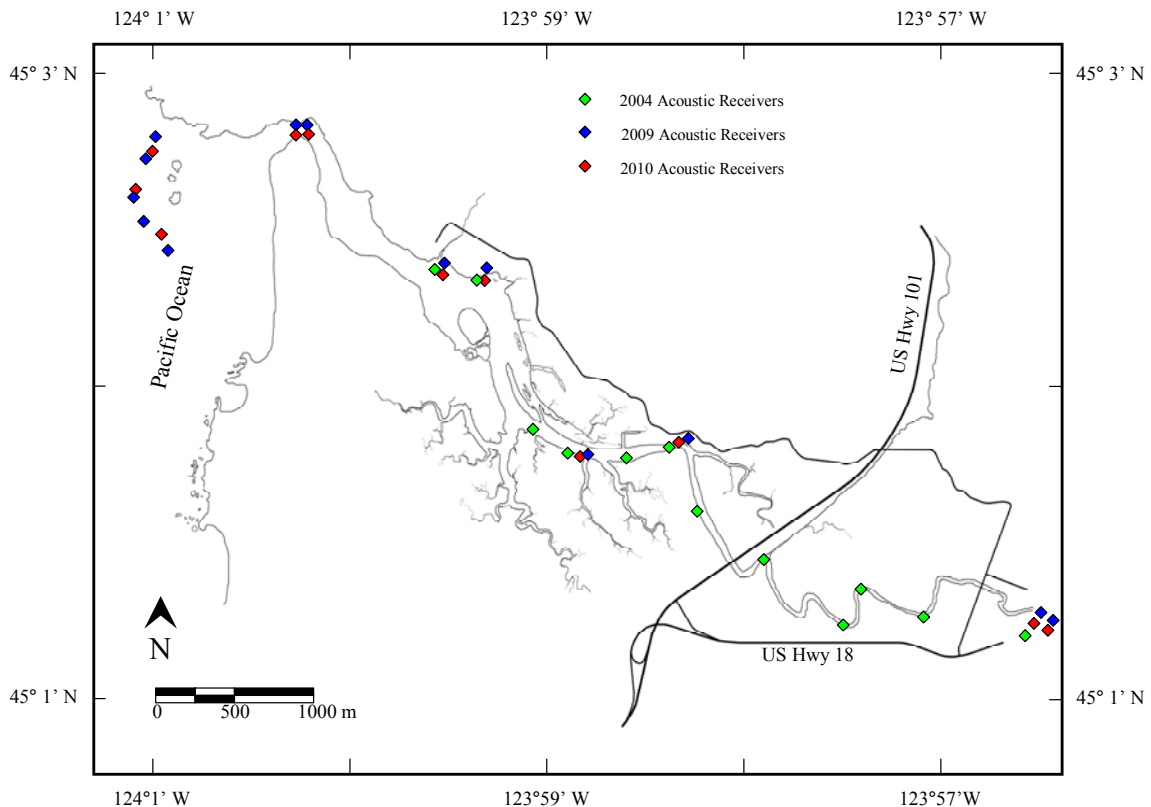 124° 1’ W
123° 59’ W
123° 57’ W
45° 3’ N
45° 3’ N
2004 Acoustic Receivers
2009 Acoustic Receivers
2010 Acoustic Receivers
Pacific Ocean
US Hwy 101
N
US Hwy 18
45° 1’ N
45° 1’ N
0 500 1000 m
124°1’ W
123°59’ W
123°57’ W